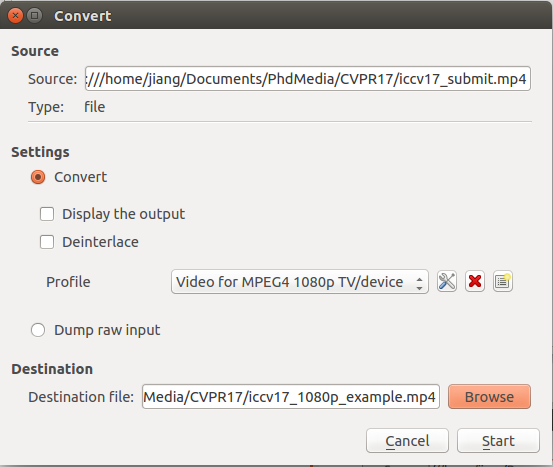 Convert
Source
Source: :///home/jiang/Documents/PhdMedia/CVPR17/iccv17_submit.mp4
Type: file
Settings
Convert
Display the output
Deinterlace
Profile Video for MPEG4 1080p TV/device
Dump raw input
Destination
Destination file: Media/CVPR17/iccv17_1080p_example.mp4 Browse
Cancel Start